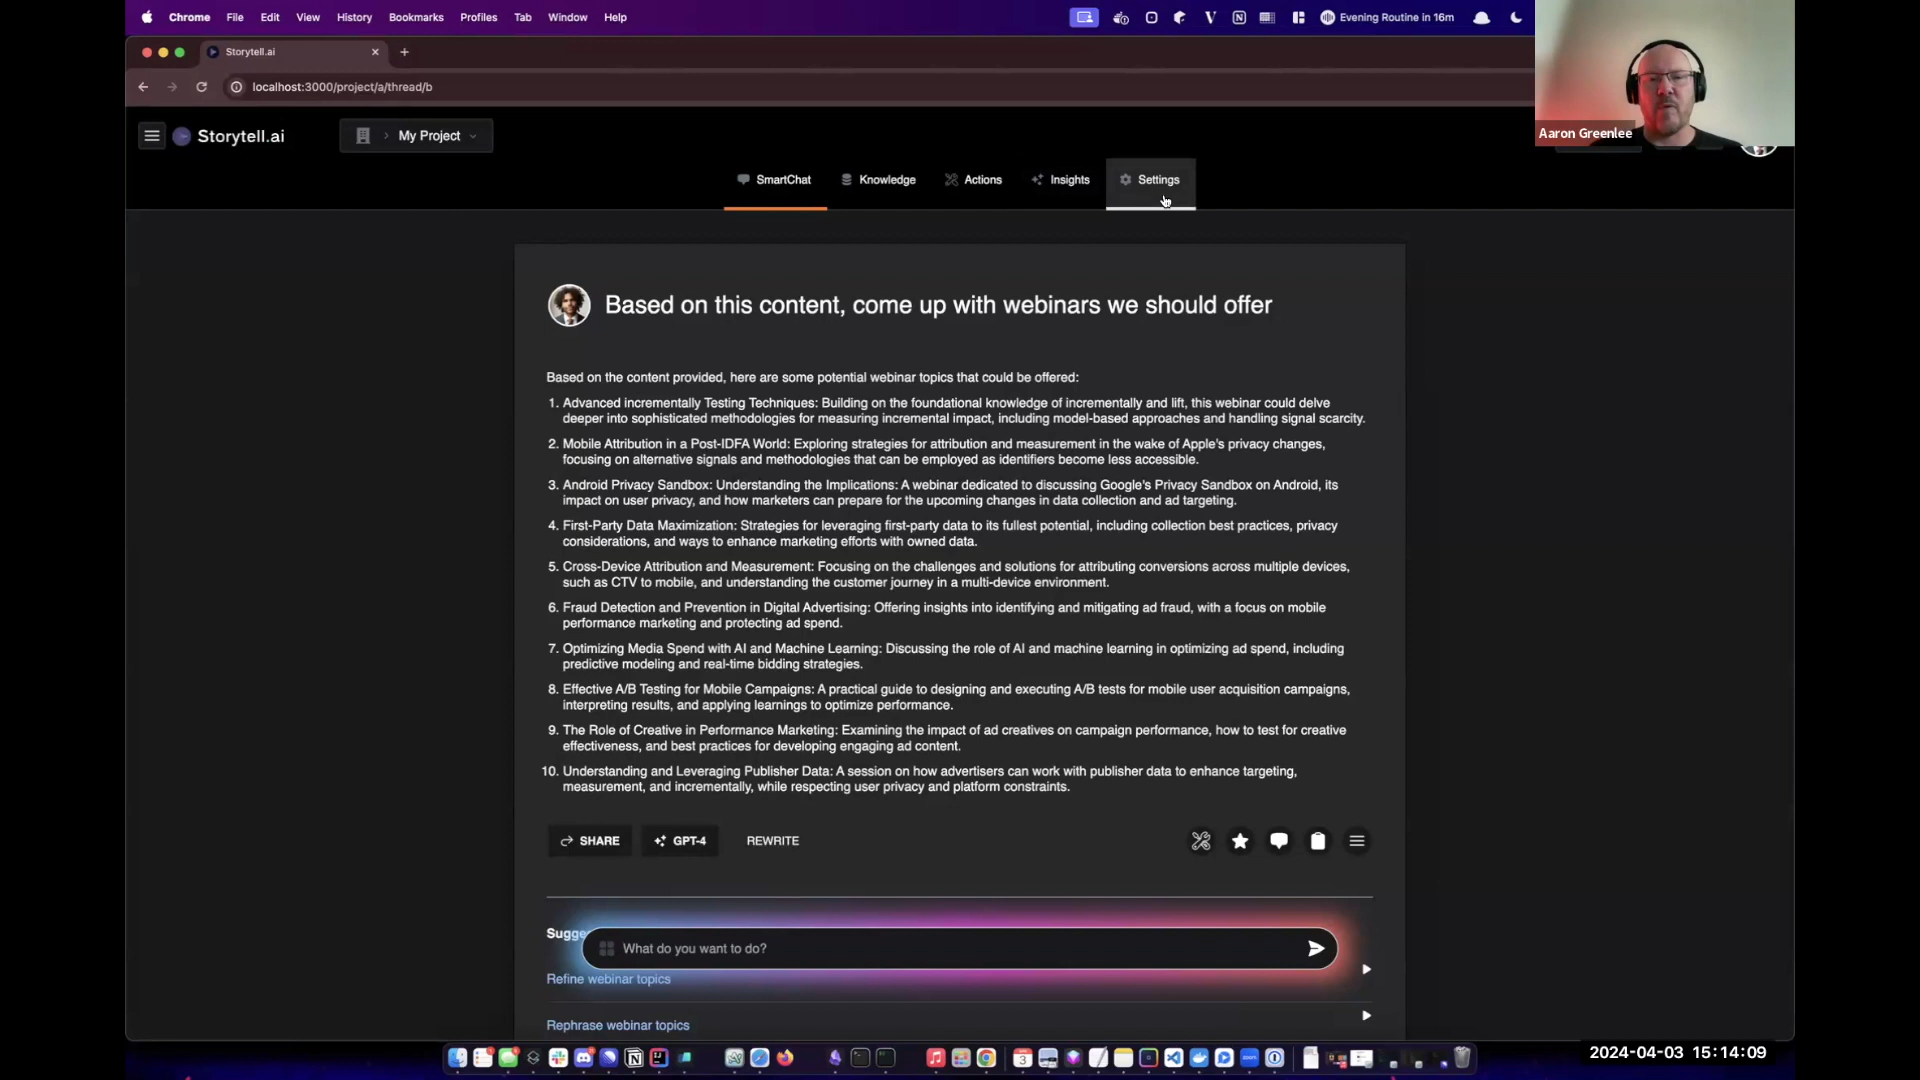 Chrome File Edit View History Bookmarks Profiles Tab Window Help
Evening Routine in 16m
Storytell.ai
localhost:3000/project/a/thread/b
Storytell.ai
My Project
Aaron Greenlee
SmartChat Knowledge Actions Insights Settings
Based on this content, come up with webinars we should offer
Based on the content provided, here are some potential webinar topics that could be offered:
1. Advanced incrementally Testing Techniques: Building on the foundational knowledge of incrementally and lift, this webinar could delve
deeper into sophisticated methodologies for measuring incremental impact, including model-based approaches and handling signal scarcity.
2. Mobile Attribution in a Post-IDFA World: Exploring strategies for attribution and measurement in the wake of Apple's privacy changes,
focusing on alternative signals and methodologies that can be employed as identifiers become less accessible.
3. Android Privacy Sandbox: Understanding the Implications: A webinar dedicated to discussing Google's Privacy Sandbox on Android, its
impact on user privacy, and how marketers can prepare for the upcoming changes in data collection and ad targeting.
4. First-Party Data Maximization: Strategies for leveraging first-party data to its fullest potential, including collection best practices, privacy
considerations, and ways to enhance marketing efforts with owned data.
5. Cross-Device Attribution and Measurement: Focusing on the challenges and solutions for attributing conversions across multiple devices,
such as CTV to mobile, and understanding the customer journey in a multi-device environment.
6. Fraud Detection and Prevention in Digital Advertising: Offering insights into identifying and mitigating ad fraud, with a focus on mobile
performance marketing and protecting ad spend.
7. Optimizing Media Spend with AI and Machine Learning: Discussing the role of AI and machine learning in optimizing ad spend, including
predictive modeling and real-time bidding strategies.
8. Effective A/B Testing for Mobile Campaigns: A practical guide to designing and executing A/B tests for mobile user acquisition campaigns,
interpreting results, and applying learnings to optimize performance.
9. The Role of Creative in Performance Marketing: Examining the impact of ad creatives on campaign performance, how to test for creative
effectiveness, and best practices for developing engaging ad content.
10. Understanding and Leveraging Publisher Data: A session on how advertisers can work with publisher data to enhance targeting,
measurement, and incrementally, while respecting user privacy and platform constraints.
SHARE GPT-4 REWRITE
Sugge
What do you want to do?
Refine webinar topics
Rephrase webinar topics
2024-04-03 15:14:09